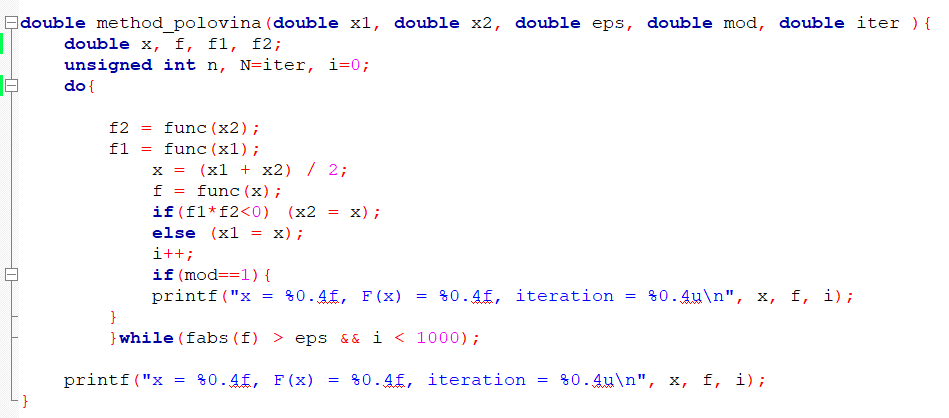 double method_polovina(double x1, double x2, double eps, double mod, double iter ){
double x, f, f1, f2;
unsigned int n, N=iter, i=0;
do{
f2 = func(x2);
f1 = func(x1);
x = (x1 + x2) / 2;
f = func(x);
if(f1*f2<0) (x2 = x);
else (x1 = x);
i++;
if(mod==1){
printf("x = %0.4f, F(x) = %0.4f, iteration = %0.4u\n", x, f, i);
}
}while(fabs(f) > eps && i < 1000);
printf("x = %0.4f, F(x) = %0.4f, iteration = %0.4u\n", x, f, i);
}